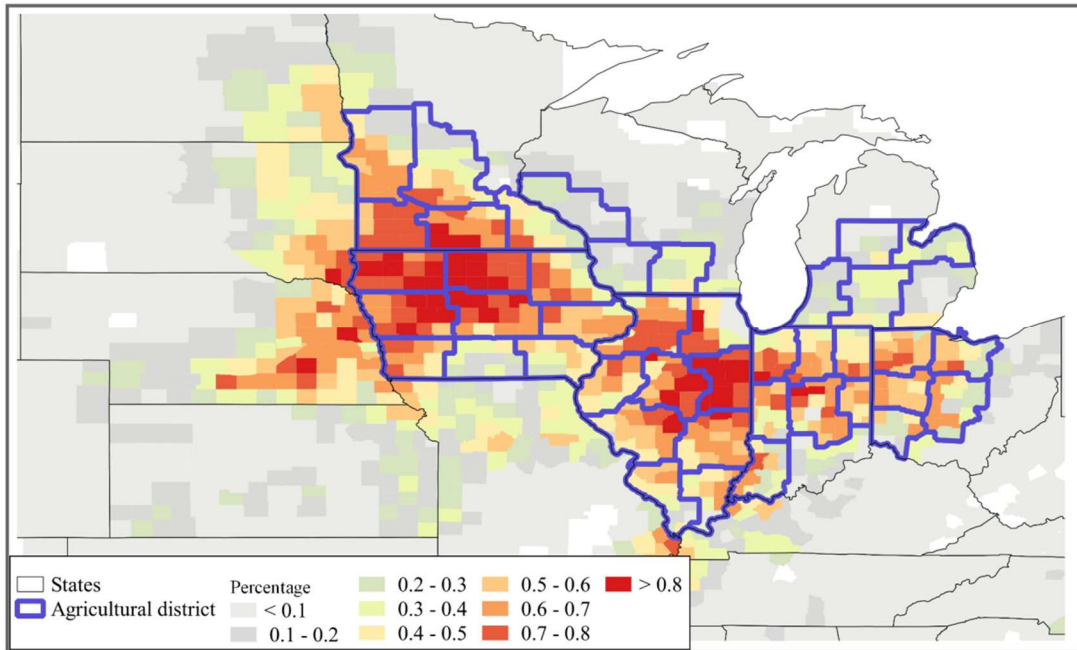 States
Agricultural district
Percentage
< 0.1
0.1 - 0.2
0.2 - 0.3
0.3 - 0.4
0.4 - 0.5
0.5 - 0.6
0.6 - 0.7
0.7 - 0.8
> 0.8